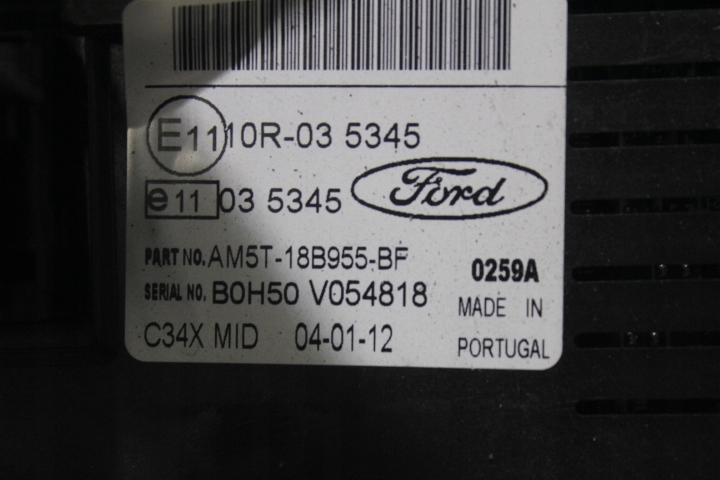 E11 10R-03 5345
e11 03 5345 Ford
PART NO. AM5T-18B955-BF 0259A
SERIAL NO. B0H50 V054818 MADE IN
C34X MID 04-01-12 PORTUGAL